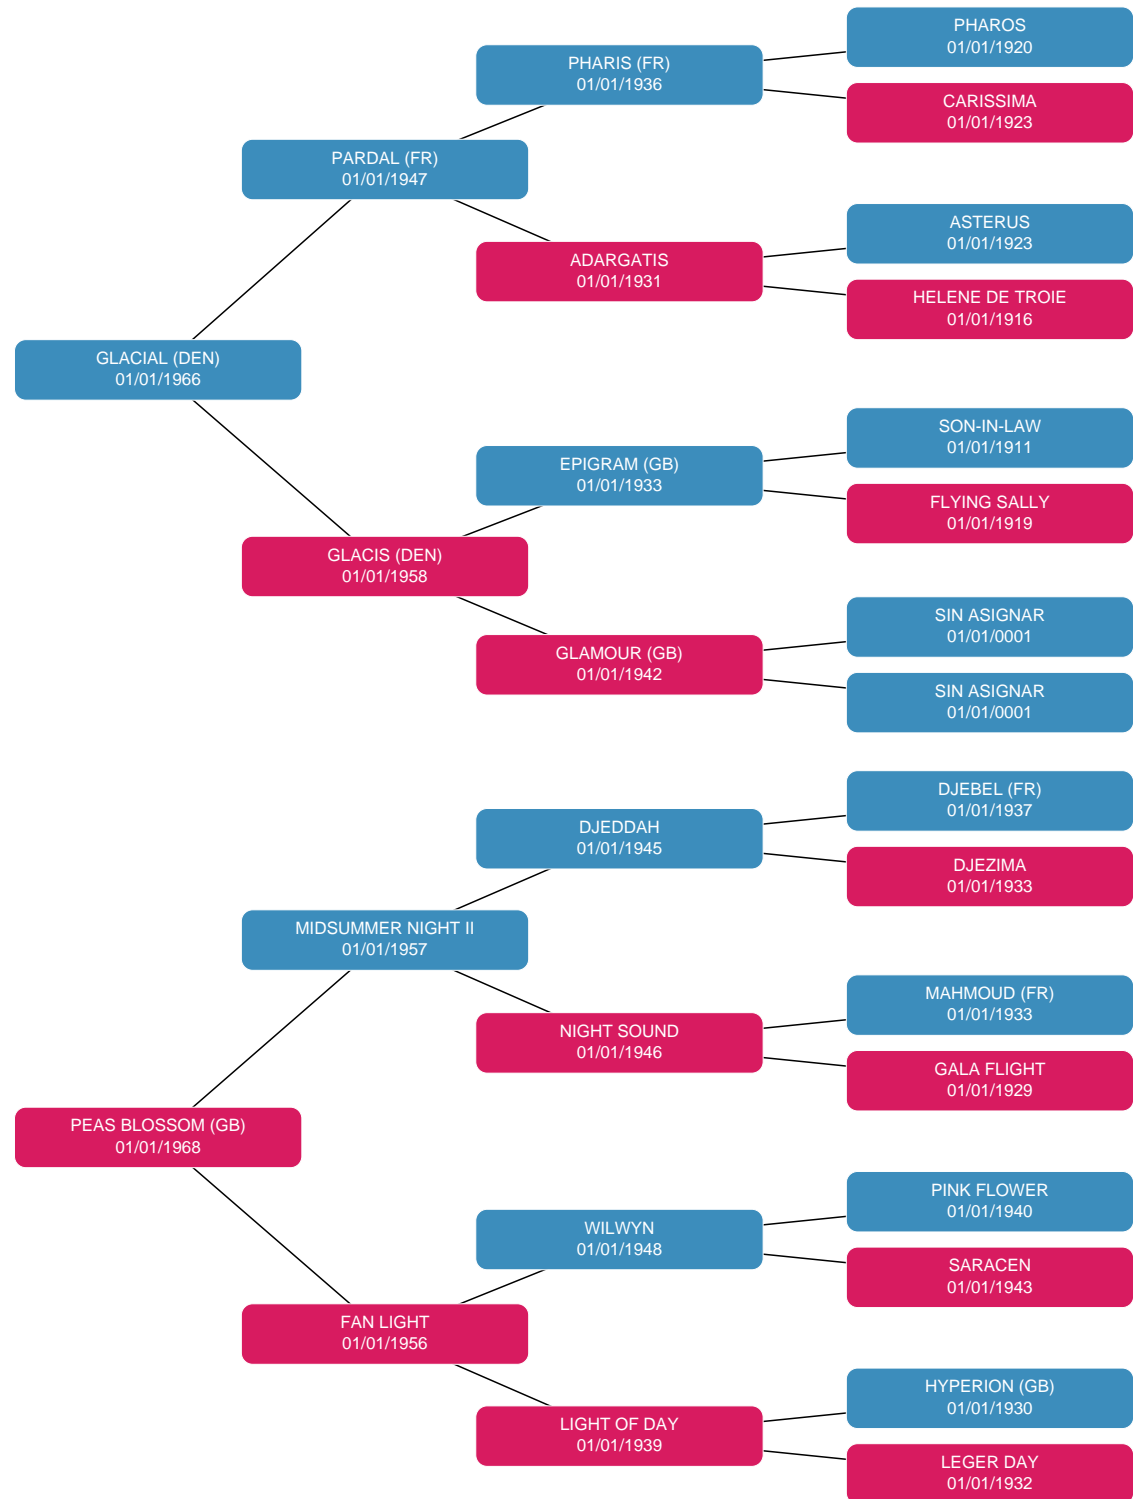 PHAROS
01/01/1920
PHARIS (FR)
01/01/1936
CARISSIMA
01/01/1923
PARDAL (FR)
01/01/1947
ASTERUS
01/01/1923
ADARGATIS
01/01/1931
HELENE DE TROIE
01/01/1916
GLACIAL (DEN)
01/01/1966
SON-IN-LAW
01/01/1911
EPIGRAM (GB)
01/01/1933
FLYING SALLY
01/01/1919
GLACIS (DEN)
01/01/1958
SIN ASIGNAR
01/01/0001
GLAMOUR (GB)
01/01/1942
SIN ASIGNAR
01/01/0001
DJEBEL (FR)
01/01/1937
DJEDDAH
01/01/1945
DJEZIMA
01/01/1933
MIDSUMMER NIGHT II
01/01/1957
MAHMOUD (FR)
01/01/1933
NIGHT SOUND
01/01/1946
GALA FLIGHT
01/01/1929
PEAS BLOSSOM (GB)
01/01/1968
PINK FLOWER
01/01/1940
WILWYN
01/01/1948
SARACEN
01/01/1943
FAN LIGHT
01/01/1956
HYPERION (GB)
01/01/1930
LIGHT OF DAY
01/01/1939
LEGER DAY
01/01/1932